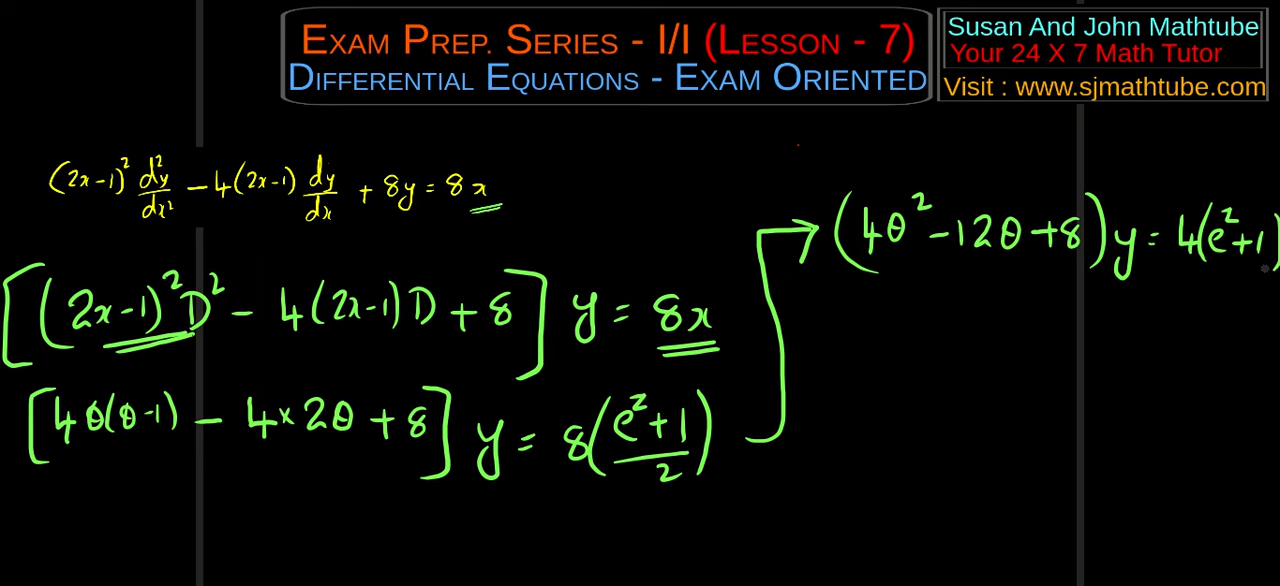 EXAM PREP. SERIES - I/I (LESSON - 7)
DIFFERENTIAL EQUATIONS - EXAM ORIENTED
Susan And John Mathtube
Your 24 X 7 Math Tutor
Visit : www.sjmathtube.com
(2x-1)² d²y/dx² - 4(2x-1) dy/dx + 8y = 8x
[(2x-1)²D² - 4(2x-1)D + 8] y = 8x
[4θ(θ-1) - 4×2θ + 8] y = 8(e²+1/2)
(4θ² - 12θ + 8) y = 4(e²+1)